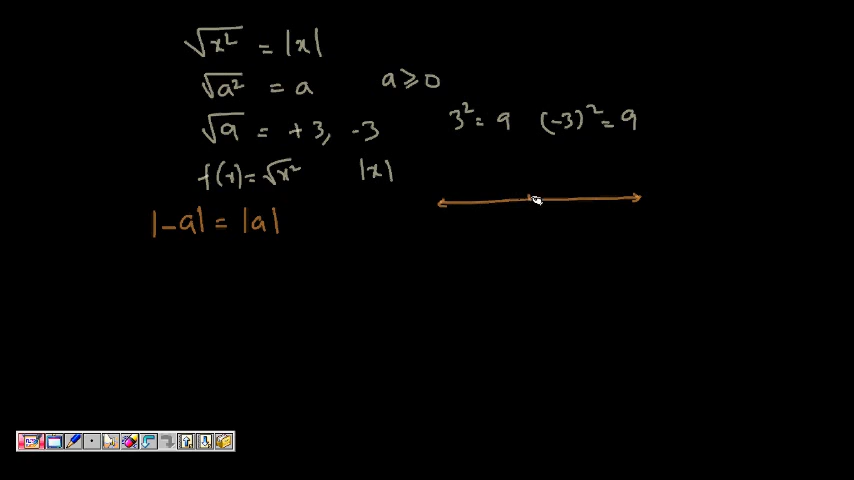 √x² = |x|
√a² = a a ≥ 0
√9 = +3, -3 3² = 9 (-3)² = 9
f(x) = √x² |x|
|-a| = |a|